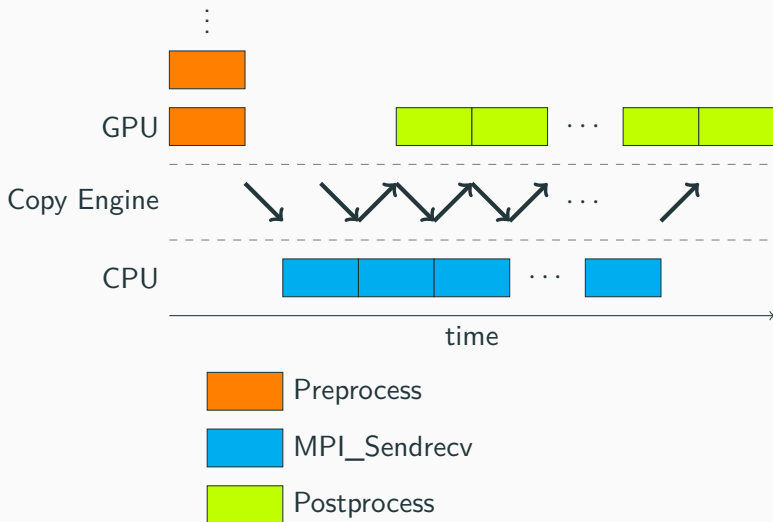 ⋮
GPU
· · ·
Copy Engine
· · ·
CPU
· · ·
time
Preprocess
MPI_Sendrecv
Postprocess